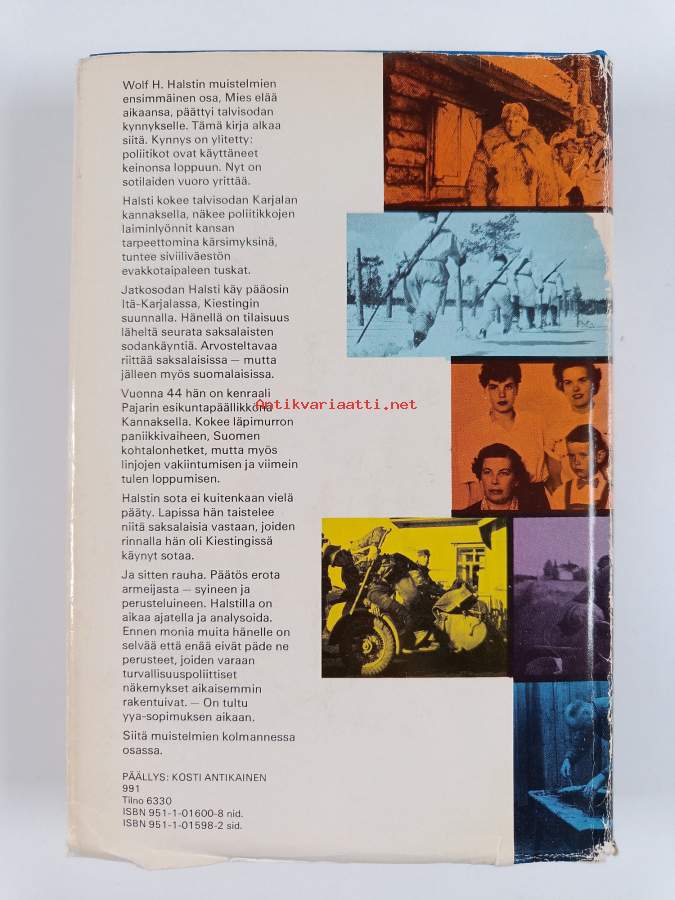 Wolf H. Halstin muistelmien
ensimmäinen osa, Mies elää
aikaansa, päättyi talvisodan
kynnykselle. Tämä kirja alkaa
siitä. Kynnys on ylitetty:
poliitikot ovat käyttäneet
keinonsa loppuun. Nyt on
sotilaiden vuoro yrittää.
Halsti kokee talvisodan Karjalan
kannaksella, näkee poliitikkojen
laiminlyönnit kansan
tarpeettomina kärsimyksinä,
tuntee siviiliväestön
evakkotaipaleen tuskat.
Jatkosodan Halsti käy pääosin
Itä-Karjalassa, Kiestingin
suunnalla. Hänellä on tilaisuus
läheltä seurata saksalaisten
sodankäyntiä. Arvosteltavaa
riittää saksalaisissa — mutta
jälleen myös suomalaisissa.
Vuonna 44 hän on kenraali
Pajarin esikuntapäällikkönä
Antikvariaatti.net
Kannaksella. Kokee läpimurron
paniikkivaiheen, Suomen
kohtalonhetket, mutta myös
linjojen vakiintumisen ja viimein
tulen loppumisen.
Halstin sota ei kuitenkaan vielä
pääty. Lapissa hän taistelee
niitä saksalaisia vastaan, joiden
rinnalla hän oli Kiestingissä
käynyt sotaa.
Ja sitten rauha. Päätös erota
armeijasta — syineen ja
perusteluineen. Halstilla on
aikaa ajatella ja analysoida.
Ennen monia muita hänelle on
selvää että enää eivät päde ne
perusteet, joiden varaan
turvallisuuspoliittiset
näkemykset aikaisemmin
rakentuivat. — On tultu
yya-sopimuksen aikaan.
Siitä muistelmien kolmannessa
osassa.
PÄÄLLYS: KOSTI ANTIKAINEN
991
Tilno 6330
ISBN 951-1-01600-8 nid.
ISBN 951-1-01598-2 sid.